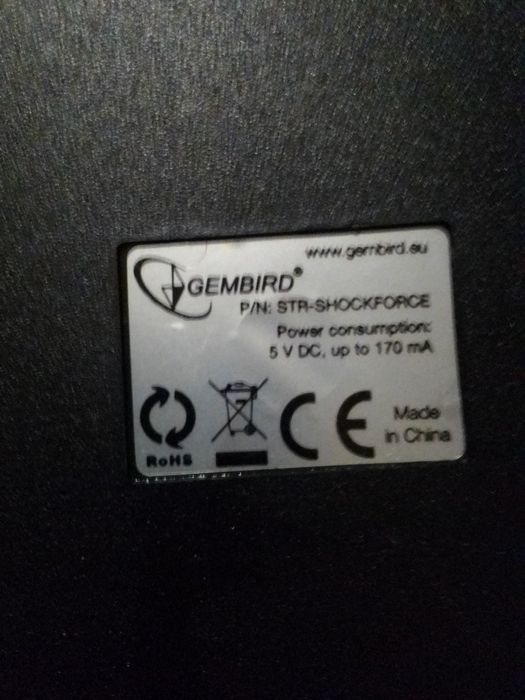 www.gembird.eu
GEMBIRD®
P/N: STR-SHOCKFORCE
Power consumption:
5 V DC, up to 170 mA
RoHS
CE
Made
in China